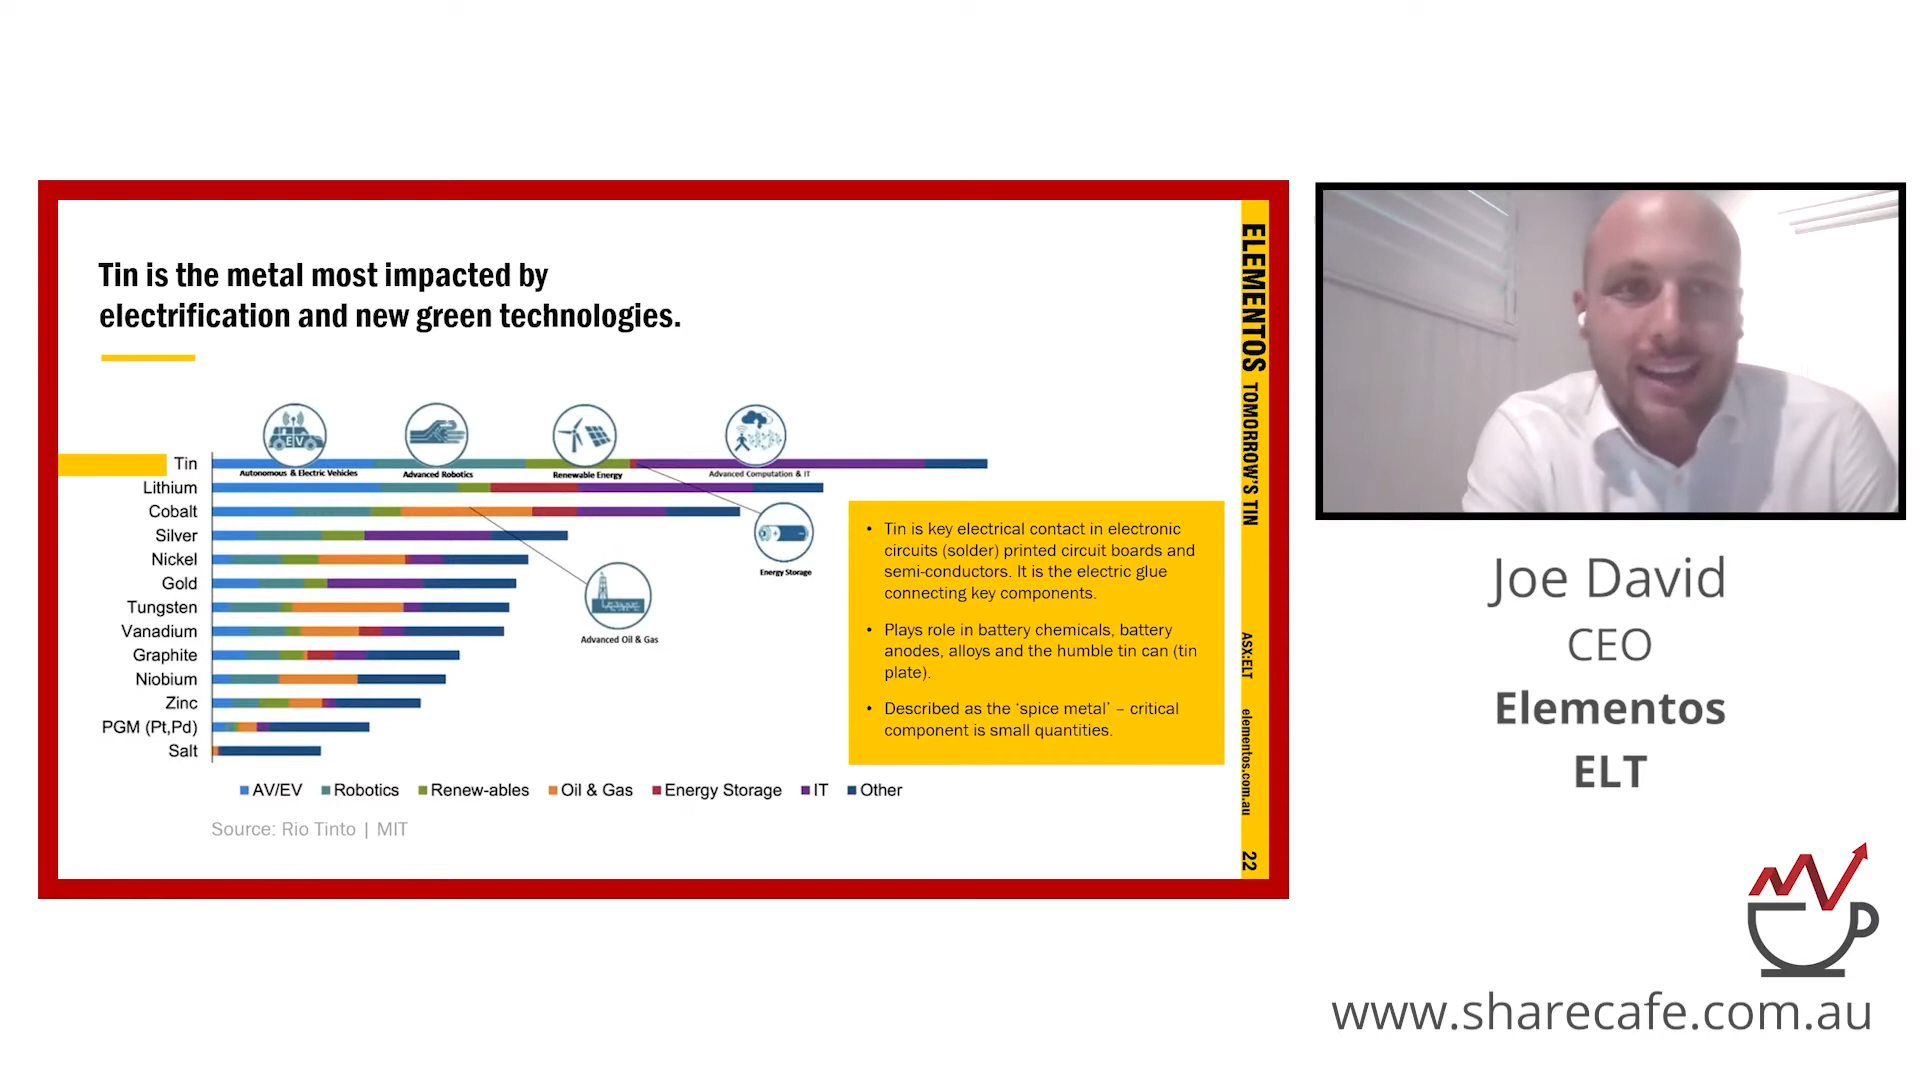 Tin is the metal most impacted by
electrification and new green technologies.
EV
Tin
Autonomous & Electric Vehicles
Advanced Robotics
Renewable Energy
Advanced Computation & IT
Lithium
Cobalt
Silver
Nickel
Energy Storage
Gold
Tungsten
Vanadium
Advanced Oil & Gas
Graphite
Niobium
Zinc
PGM (Pt,Pd)
Salt
AV/EV
Robotics
Renew-ables
Oil & Gas
Energy Storage
IT
Other
Source: Rio Tinto | MIT
• Tin is key electrical contact in electronic
circuits (solder) printed circuit boards and
semi-conductors. It is the electric glue
connecting key components.
• Plays role in battery chemicals, battery
anodes, alloys and the humble tin can (tin
plate).
• Described as the ‘spice metal’ – critical
component is small quantities.
ELEMENTOS TOMORROW'S TIN
ASX:ELT
elementos.com.au
22
Joe David
CEO
Elementos
ELT
www.sharecafe.com.au